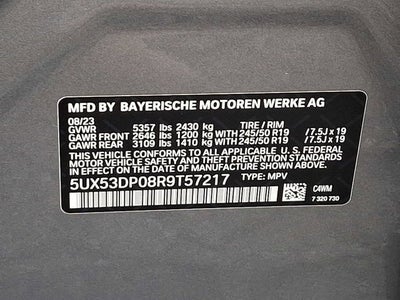 MFD BY BAYERISCHE MOTOREN WERKE AG
08/23
GVWR 5357 lbs 2430 kg TIRE / RIM
GAWR FRONT 2646 lbs 1200 kg WITH 245/50 R19 / 7.5J x 19
GAWR REAR 3109 lbs 1410 kg WITH 245/50 R19 / 7.5J x 19
THIS VEHICLE CONFORMS TO ALL APPLICABLE U.S. FEDERAL
MOTOR VEHICLE SAFETY AND THEFT PREVENTION STANDARDS
IN EFFECT ON THE DATE OF MANUFACTURE SHOWN ABOVE.
5UX53DP08R9T57217 TYPE: MPV
C4WM
7 320 730